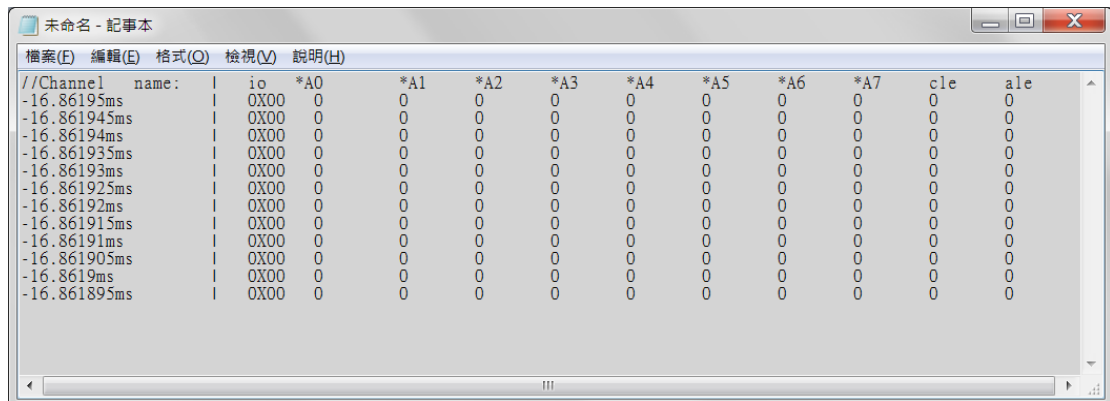 未命名 - 記事本
檔案(F) 編輯(E) 格式(O) 檢視(V) 說明(H)
//Channel name: | io *A0 *A1 *A2 *A3 *A4 *A5 *A6 *A7 cle ale
-16.86195ms | 0X00 0 0 0 0 0 0 0 0 0 0
-16.861945ms | 0X00 0 0 0 0 0 0 0 0 0 0
-16.86194ms | 0X00 0 0 0 0 0 0 0 0 0 0
-16.861935ms | 0X00 0 0 0 0 0 0 0 0 0 0
-16.86193ms | 0X00 0 0 0 0 0 0 0 0 0 0
-16.861925ms | 0X00 0 0 0 0 0 0 0 0 0 0
-16.86192ms | 0X00 0 0 0 0 0 0 0 0 0 0
-16.861915ms | 0X00 0 0 0 0 0 0 0 0 0 0
-16.86191ms | 0X00 0 0 0 0 0 0 0 0 0 0
-16.861905ms | 0X00 0 0 0 0 0 0 0 0 0 0
-16.8619ms | 0X00 0 0 0 0 0 0 0 0 0 0
-16.861895ms | 0X00 0 0 0 0 0 0 0 0 0 0